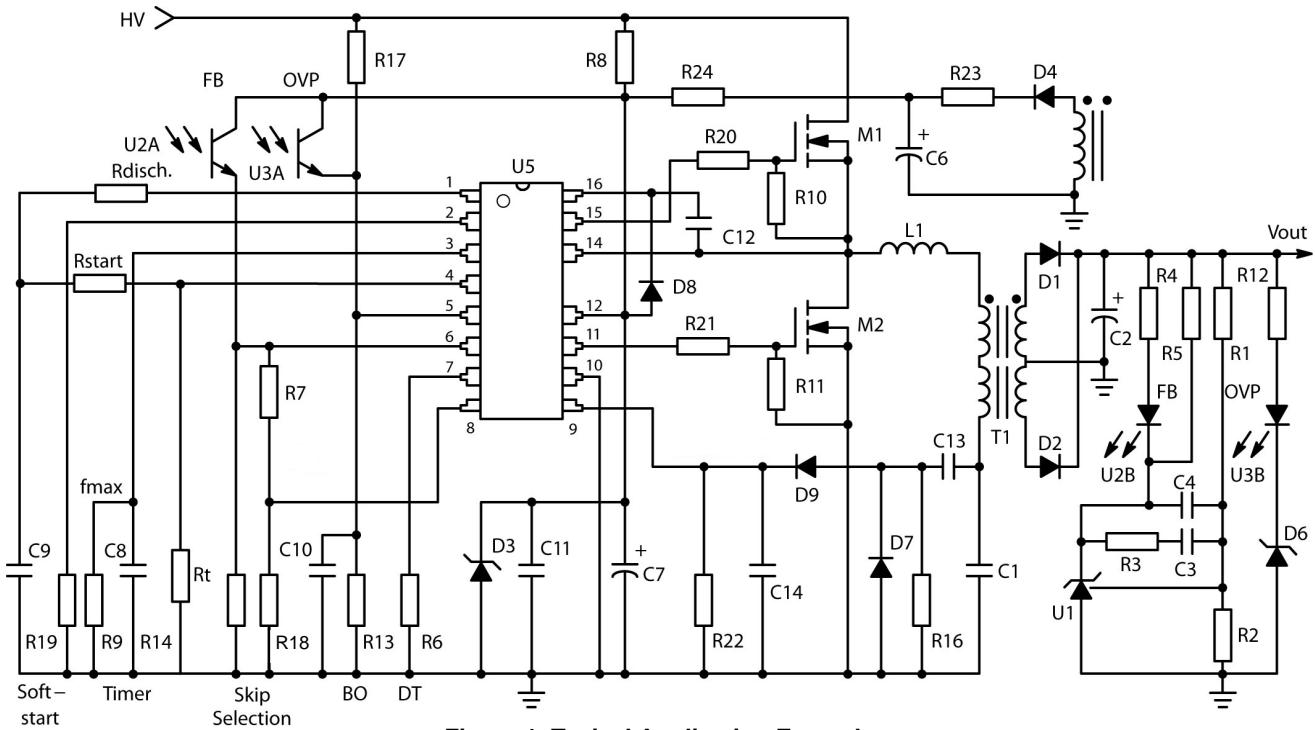 HV
R17
R8
FB
OVP
R24
R23
D4
U2A
U3A
Rdisch.
R20
M1
C6
U5
R10
1
2
3
4
5
6
7
8
16
15
14
12
11
10
9
C12
L1
Vout
Rstart
D8
D1
R4
R12
C2
R5
R1
M2
R21
R11
R7
T1
FB
OVP
C13
U2B
U3B
D9
fmax
C4
C9
C8
Rt
C10
D3
C11
C7
C14
D7
C1
R3
C3
D6
U1
R19
R9
R14
R18
R13
R6
R22
R16
R2
Soft–
start
Timer
Skip
Selection
BO
DT